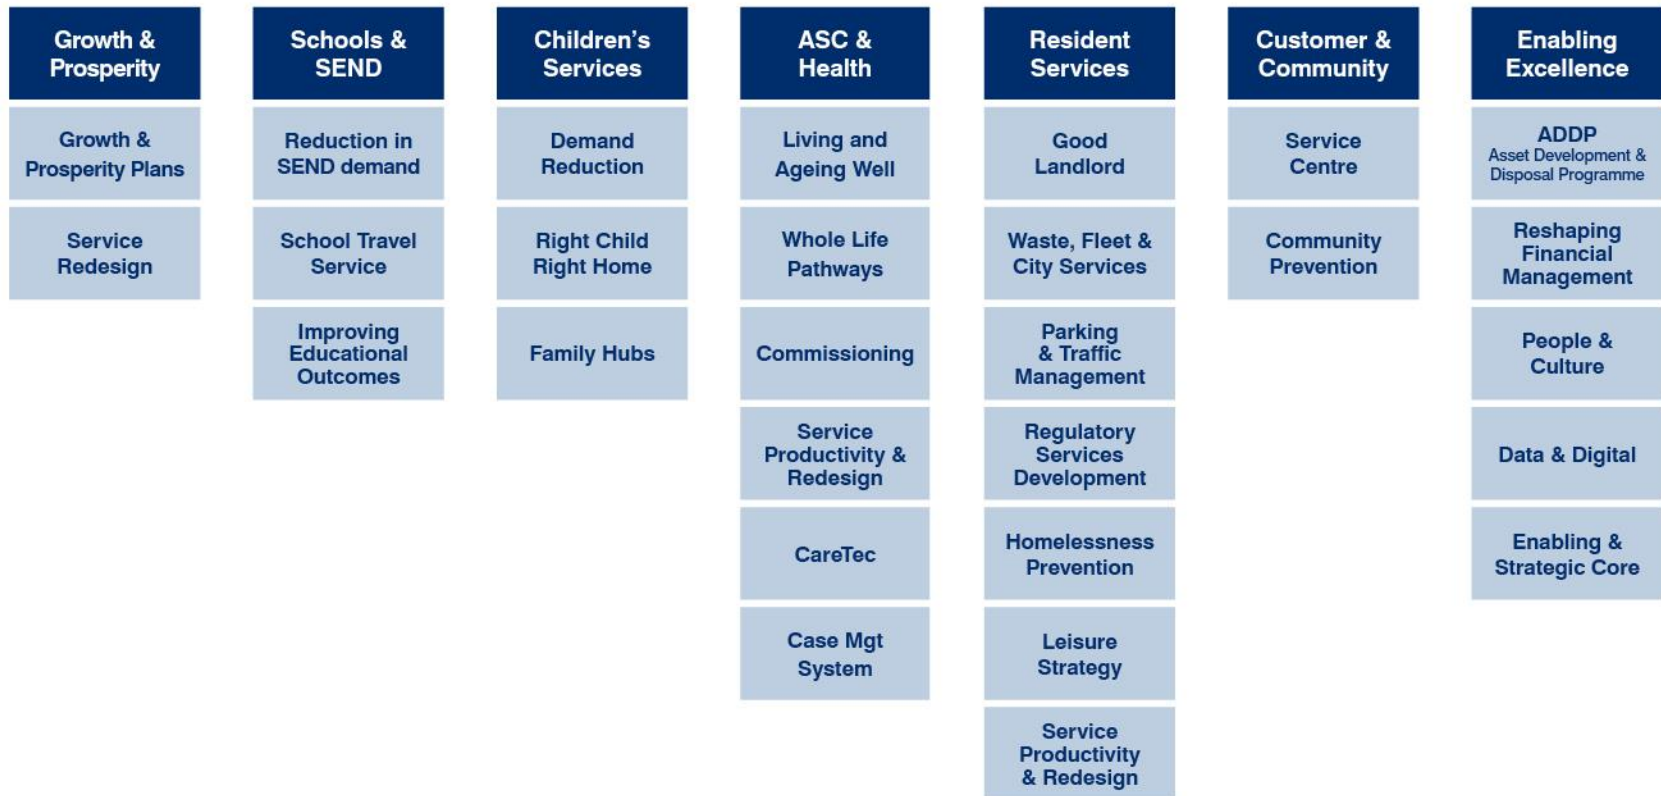 Growth &
Prosperity
Growth &
Prosperity Plans
Service
Redesign
Schools &
SEND
Reduction in
SEND demand
School Travel
Service
Improving
Educational
Outcomes
Children's
Services
Demand
Reduction
Right Child
Right Home
Family Hubs
ASC &
Health
Living and
Ageing Well
Whole Life
Pathways
Commissioning
Service
Productivity &
Redesign
CareTec
Case Mgt
System
Resident
Services
Good
Landlord
Waste, Fleet &
City Services
Parking
& Traffic
Management
Regulatory
Services
Development
Homelessness
Prevention
Leisure
Strategy
Service
Productivity
& Redesign
Customer &
Community
Service
Centre
Community
Prevention
Enabling
Excellence
ADDP
Asset Development &
Disposal Programme
Reshaping
Financial
Management
People &
Culture
Data & Digital
Enabling &
Strategic Core